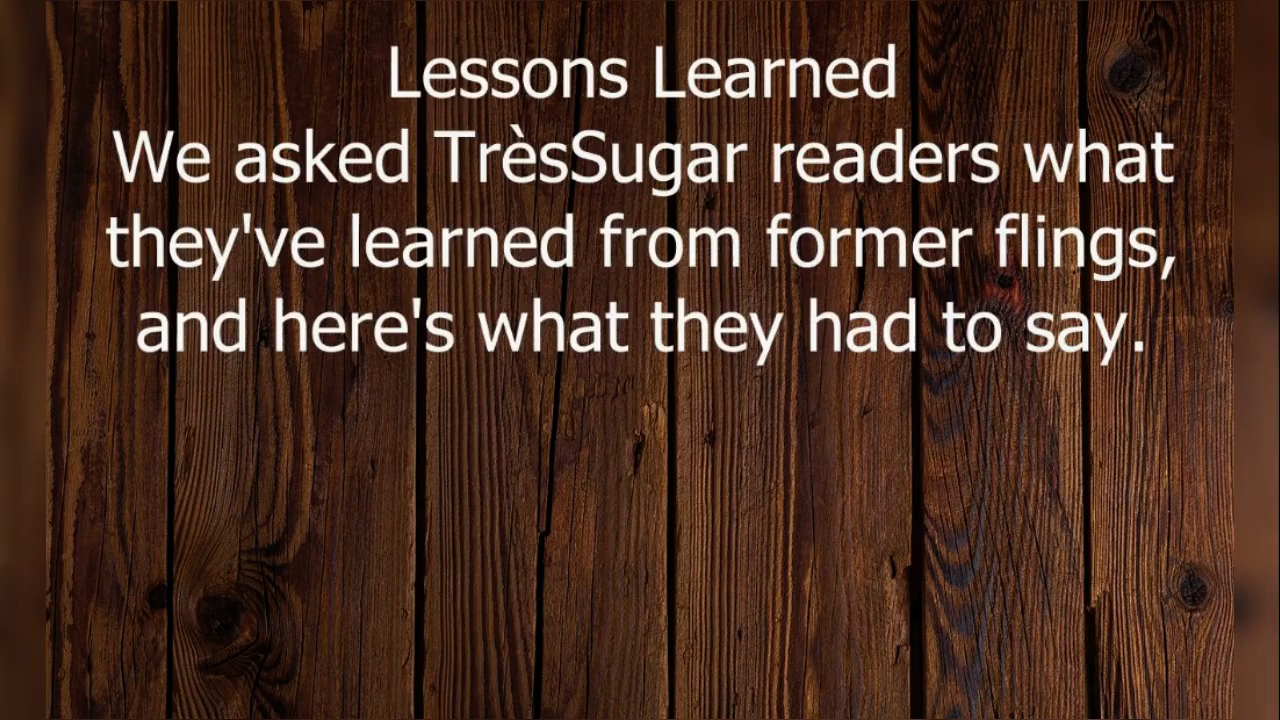 Lessons Learned
We asked TrèsSugar readers what
they've learned from former flings,
and here's what they had to say.